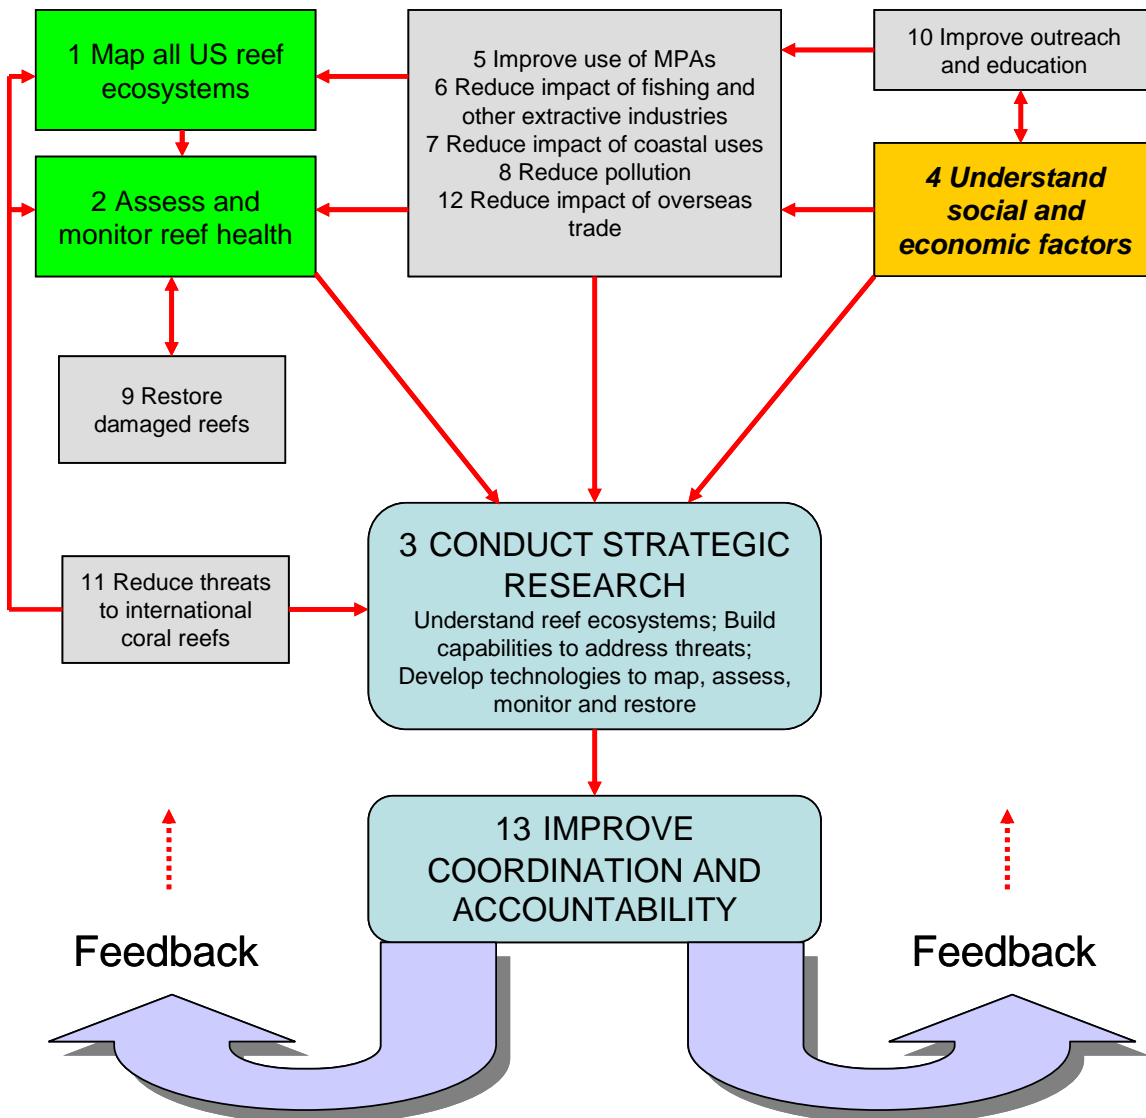 1 Map all US reef
ecosystems
5 Improve use of MPAs
6 Reduce impact of fishing and
other extractive industries
7 Reduce impact of coastal uses
8 Reduce pollution
12 Reduce impact of overseas
trade
10 Improve outreach
and education
2 Assess and
monitor reef health
4 Understand
social and
economic factors
9 Restore
damaged reefs
11 Reduce threats
to international
coral reefs
3 CONDUCT STRATEGIC
RESEARCH
Understand reef ecosystems; Build
capabilities to address threats;
Develop technologies to map, assess,
monitor and restore
13 IMPROVE
COORDINATION AND
ACCOUNTABILITY
Feedback
Feedback